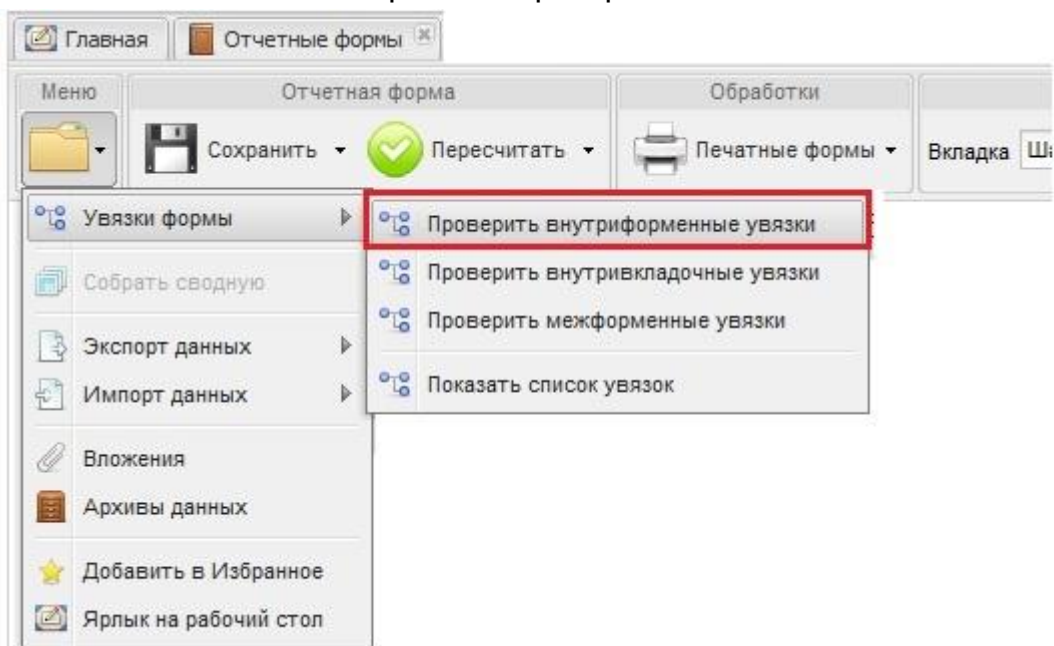 Главная Отчетные формы
Меню Отчетная форма Обработки
Сохранить Пересчитать Печатные формы Вкладка
Увязки формы Проверить внутриформенные увязки
Собрать сводную Проверить внутривкладочные увязки
Проверить межформенные увязки
Экспорт данных
Импорт данных Показать список увязок
Вложения
Архивы данных
Добавить в Избранное
Ярлык на рабочий стол